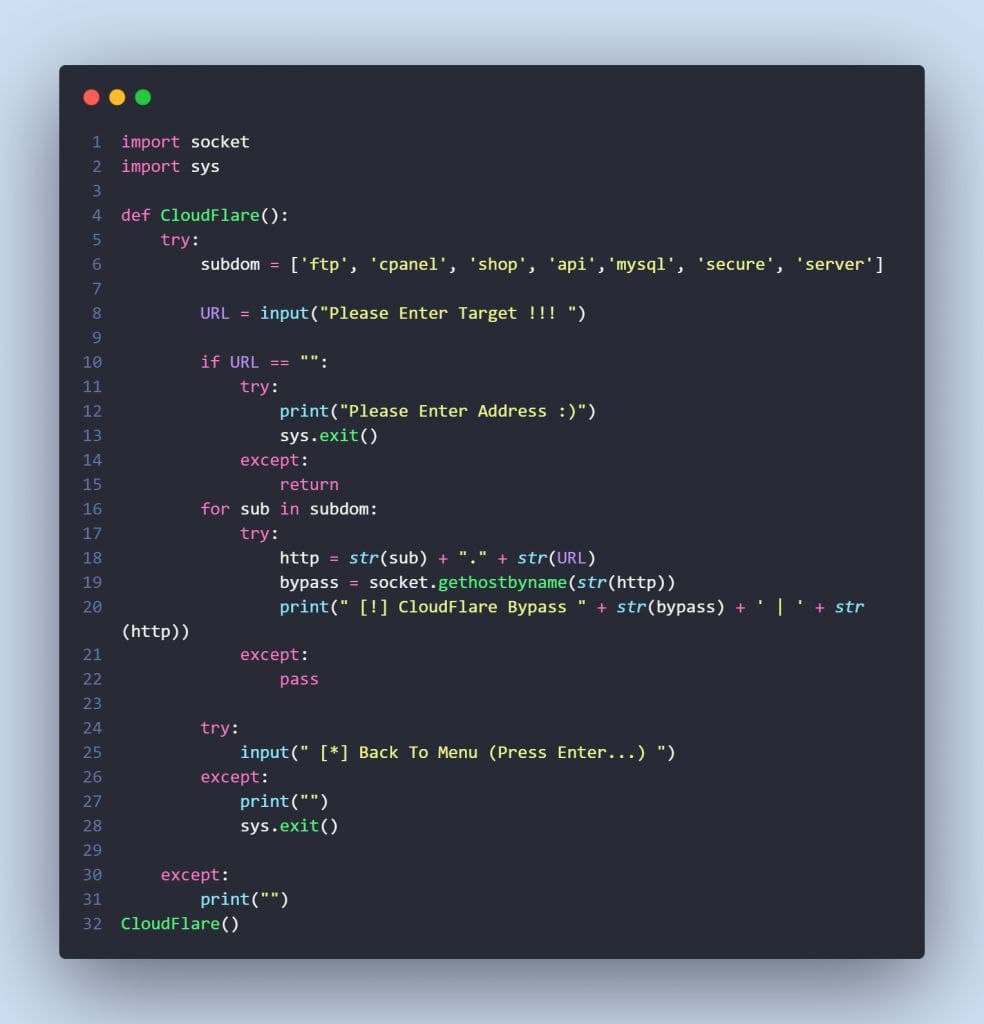 1 import socket
2 import sys
3
4 def CloudFlare():
5     try:
6         subdom = ['ftp', 'cpanel', 'shop', 'api','mysql', 'secure', 'server']
7
8         URL = input("Please Enter Target !!! ")
9
10         if URL == "":
11             try:
12                 print("Please Enter Address :)")
13                 sys.exit()
14             except:
15                 return
16         for sub in subdom:
17             try:
18                 http = str(sub) + "." + str(URL)
19                 bypass = socket.gethostbyname(str(http))
20                 print(" [!] CloudFlare Bypass " + str(bypass) + ' | ' + str
(http))
21             except:
22                 pass
23
24         try:
25             input(" [*] Back To Menu (Press Enter...) ")
26         except:
27             print("")
28             sys.exit()
29
30     except:
31         print("")
32 CloudFlare()